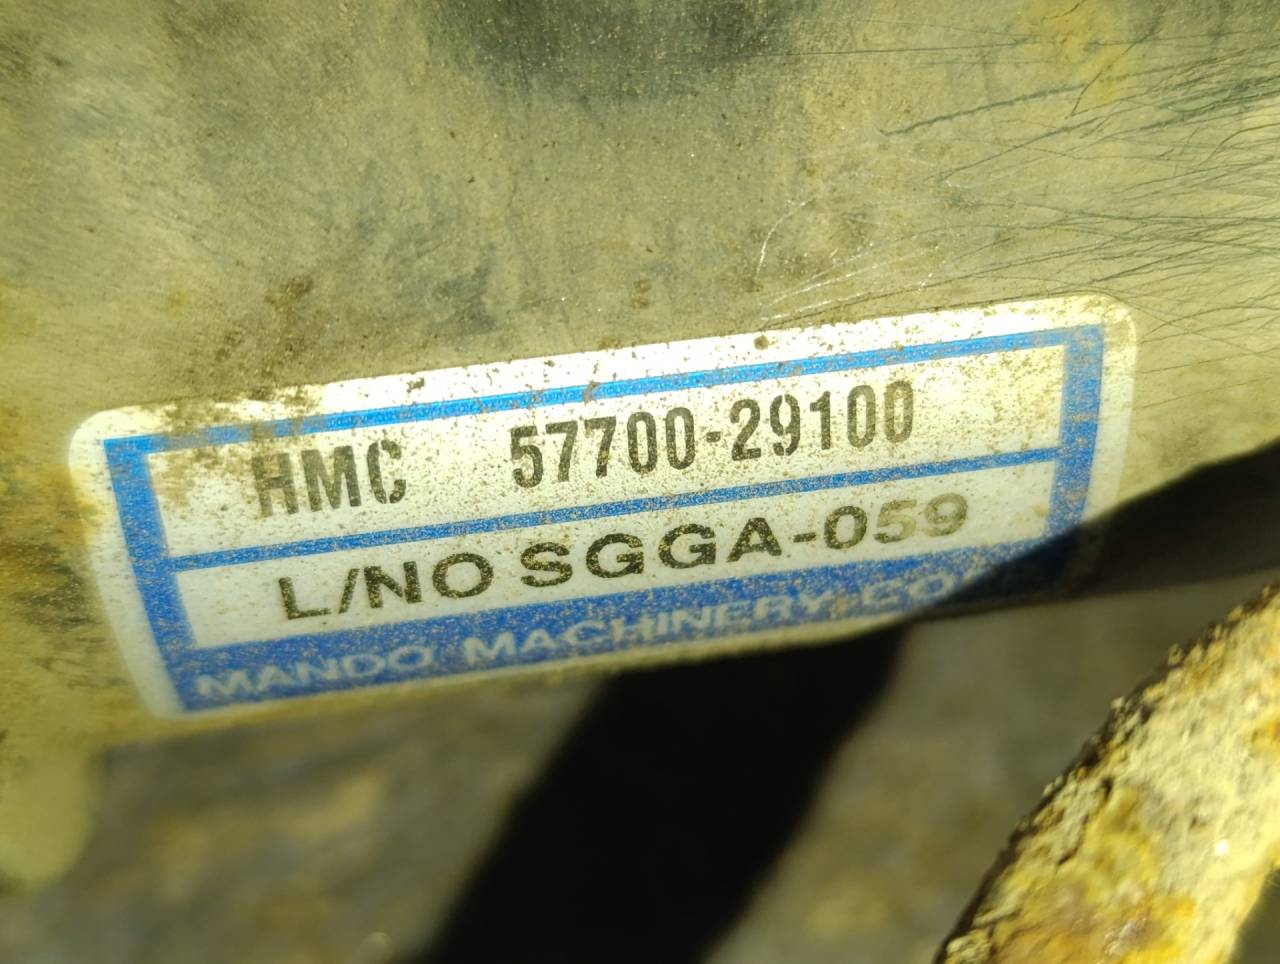 HMC 57700-29100
L/NO SGGA-059
MANDO MACHINERY CO